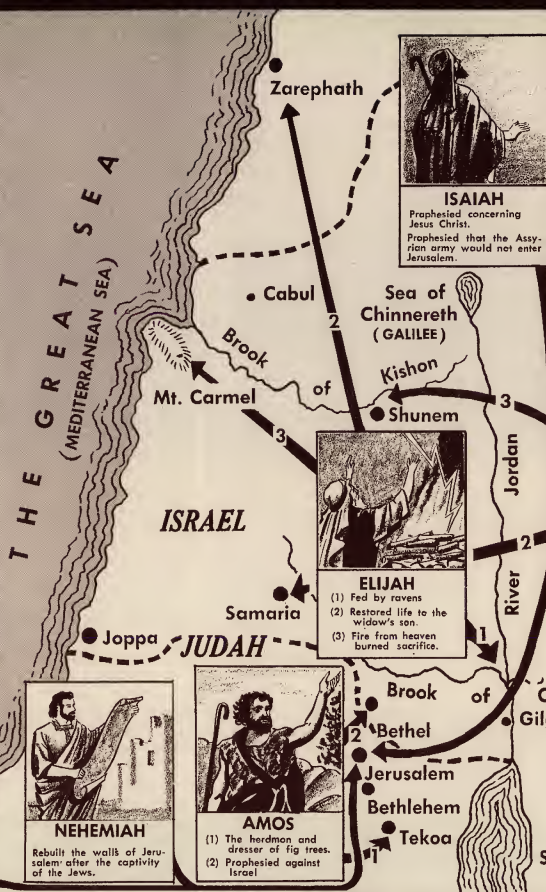 Zarephath
ISAIAH
Prophesied concerning
Jesus Christ.
Prophesied that the Assy-
rian army would not enter
Jerusalem.
THE GREAT SEA
(MEDITERRANEAN SEA)
Cabul
Sea of
Chinnereth
(GALILEE)
2
Brook
of
Kishon
Mt. Carmel
Shunem
3
3
Jordan
River
ISRAEL
2
ELIJAH
(1) Fed by ravens
(2) Restored life to the
widow's son.
(3) Fire from heaven
burned sacrifice.
Samaria
1
Joppa
JUDAH
Brook
of
Gil
2
Bethel
Jerusalem
Bethlehem
Tekoa
1
NEHEMIAH
Rebuilt the walls of Jeru-
salem after the captivity
of the Jews.
AMOS
(1) The herdmon and
dresser of fig trees.
(2) Prophesied against
Israel